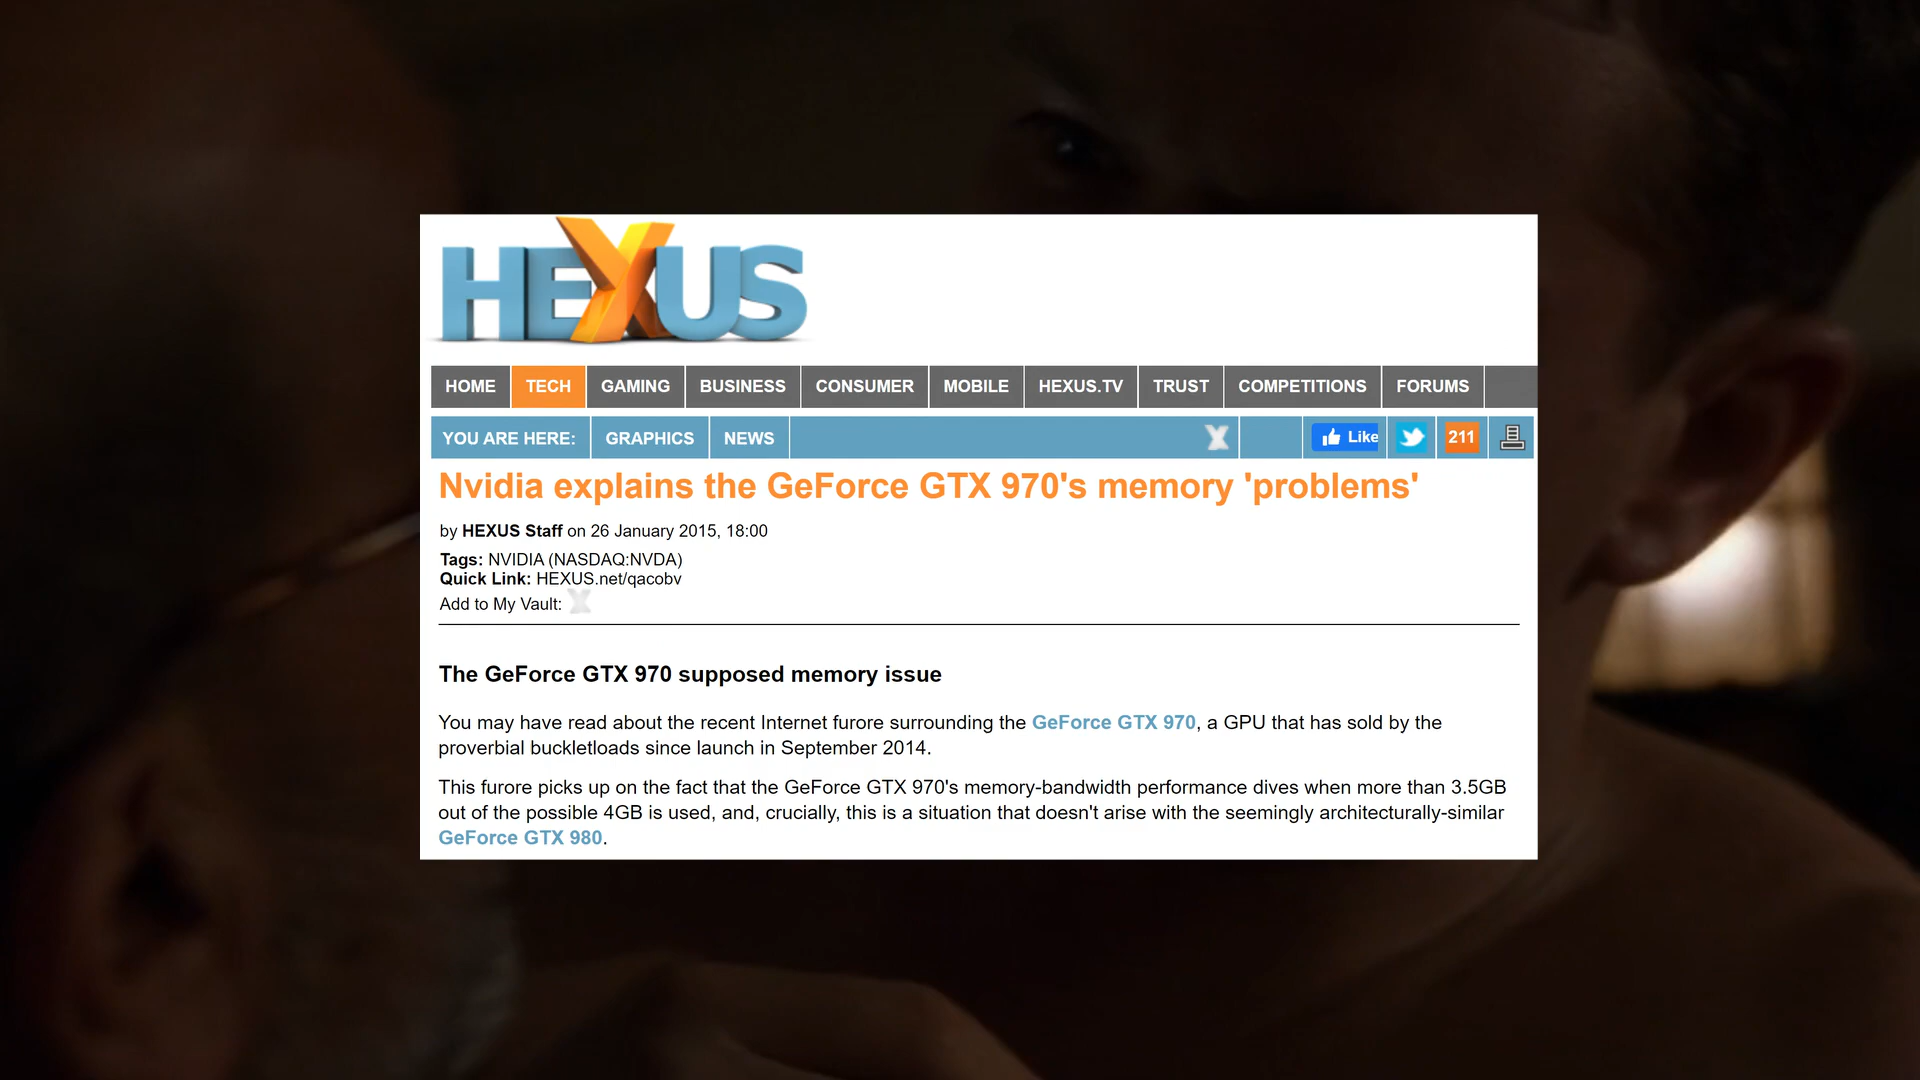 HEXUS
HOME TECH GAMING BUSINESS CONSUMER MOBILE HEXUS.TV TRUST COMPETITIONS FORUMS
YOU ARE HERE: GRAPHICS NEWS X Like 211
Nvidia explains the GeForce GTX 970's memory 'problems'
by HEXUS Staff on 26 January 2015, 18:00
Tags: NVIDIA (NASDAQ:NVDA)
Quick Link: HEXUS.net/qacobv
Add to My Vault: X
The GeForce GTX 970 supposed memory issue
You may have read about the recent Internet furore surrounding the GeForce GTX 970, a GPU that has sold by the
proverbial buckletloads since launch in September 2014.
This furore picks up on the fact that the GeForce GTX 970's memory-bandwidth performance dives when more than 3.5GB
out of the possible 4GB is used, and, crucially, this is a situation that doesn't arise with the seemingly architecturally-similar
GeForce GTX 980.